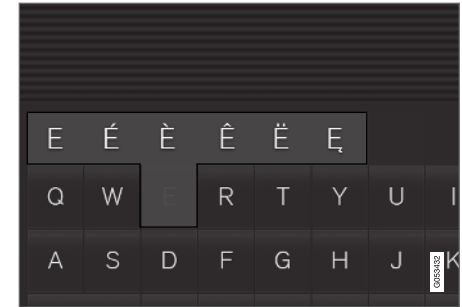 E É È Ê Ë Ę
Q W E R T Y U I
A S D F G H J K
G053432